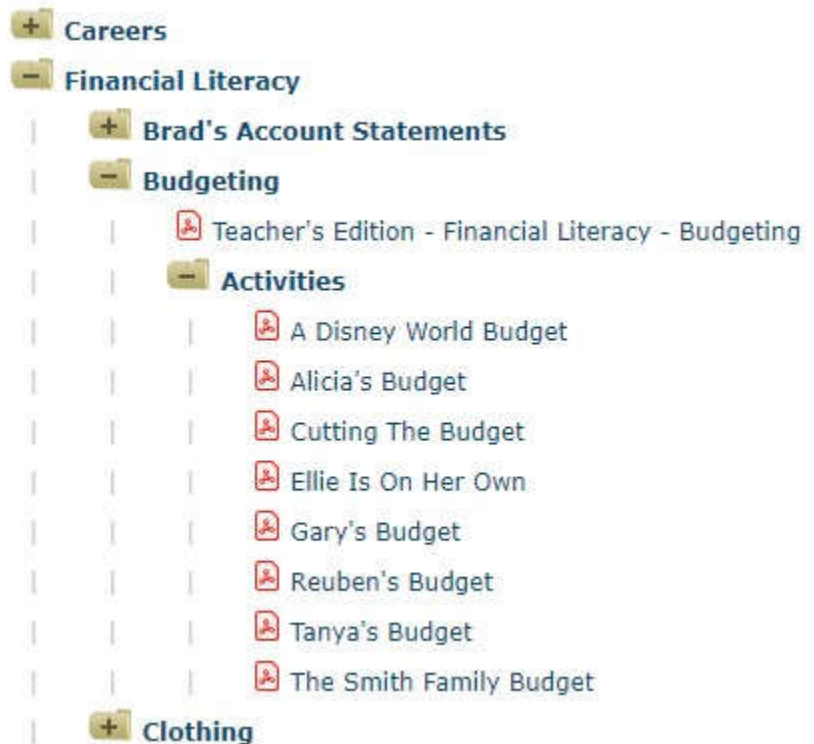 Careers
Financial Literacy
Brad's Account Statements
Budgeting
Teacher's Edition - Financial Literacy - Budgeting
Activities
A Disney World Budget
Alicia's Budget
Cutting The Budget
Ellie Is On Her Own
Gary's Budget
Reuben's Budget
Tanya's Budget
The Smith Family Budget
Clothing